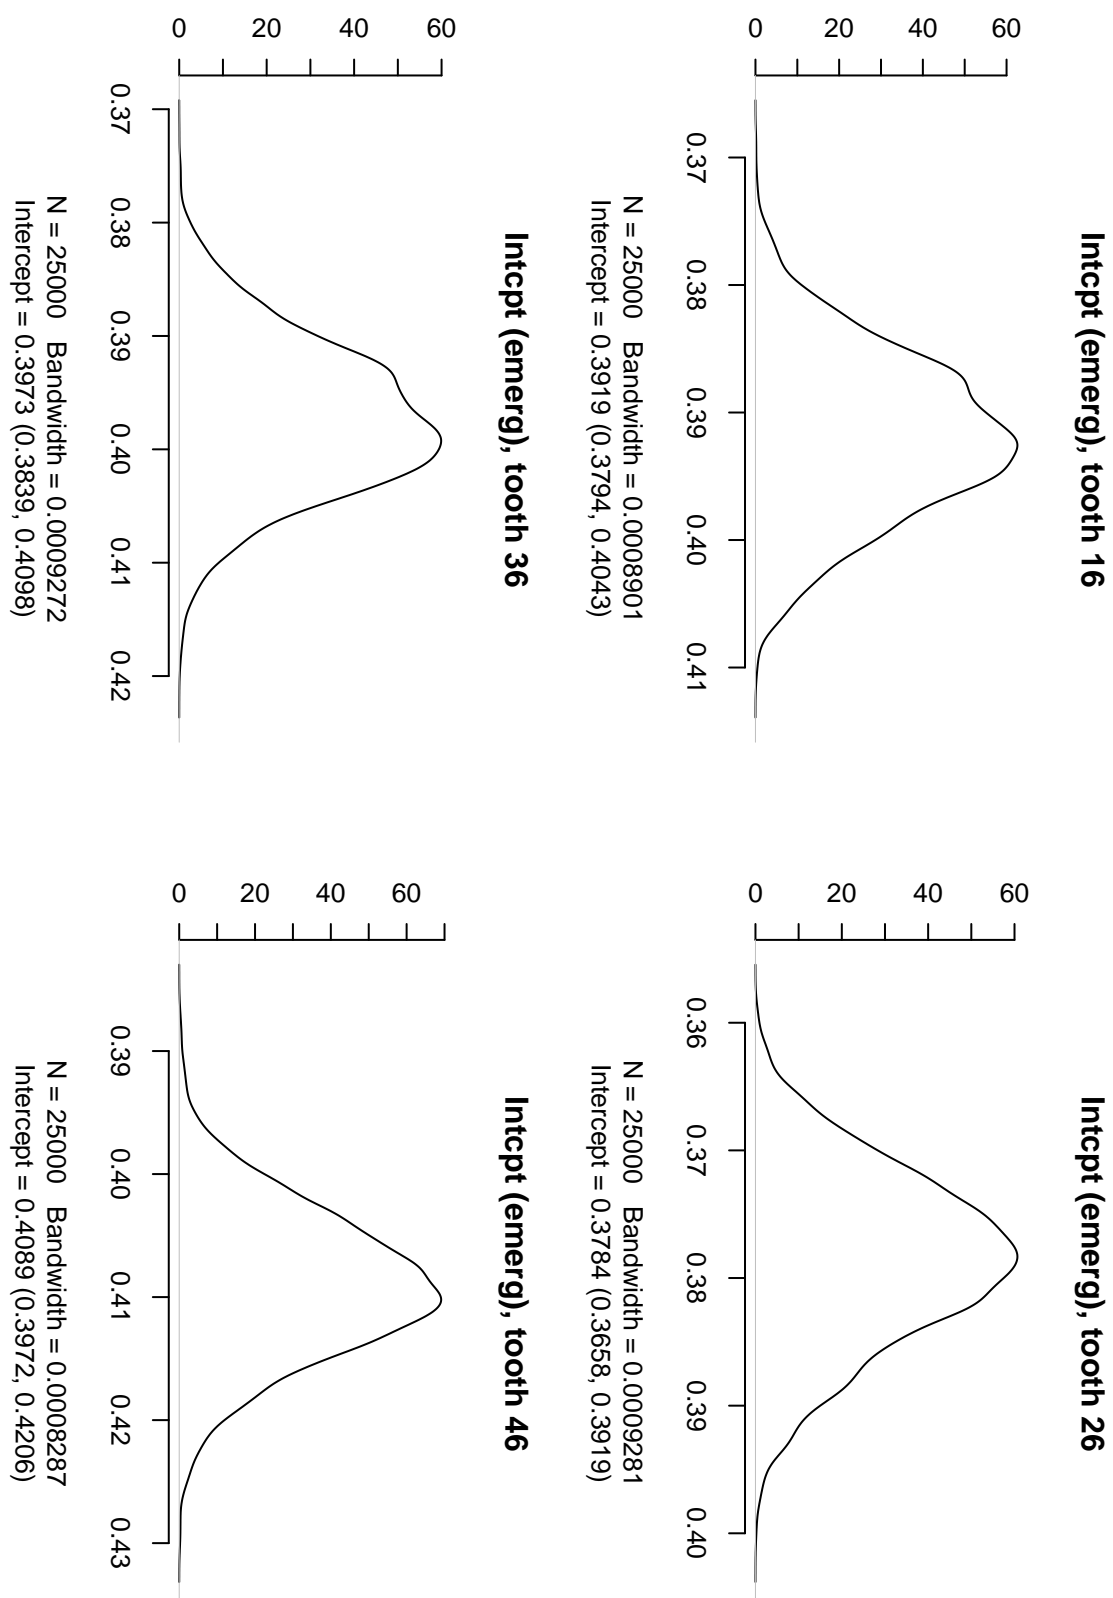 Intcpt (emerg), tooth 16
0 20 40 60
0.37 0.38 0.39 0.40 0.41
N = 25000 Bandwidth = 0.0008901
Intercept = 0.3919 (0.3794, 0.4043)
Intcpt (emerg), tooth 26
0 20 40 60
0.36 0.37 0.38 0.39 0.40
N = 25000 Bandwidth = 0.0009281
Intercept = 0.3784 (0.3658, 0.3919)
Intcpt (emerg), tooth 36
0 20 40 60
0.37 0.38 0.39 0.40 0.41 0.42
N = 25000 Bandwidth = 0.0009272
Intercept = 0.3973 (0.3839, 0.4098)
Intcpt (emerg), tooth 46
0 20 40 60
0.39 0.40 0.41 0.42 0.43
N = 25000 Bandwidth = 0.0008287
Intercept = 0.4089 (0.3972, 0.4206)